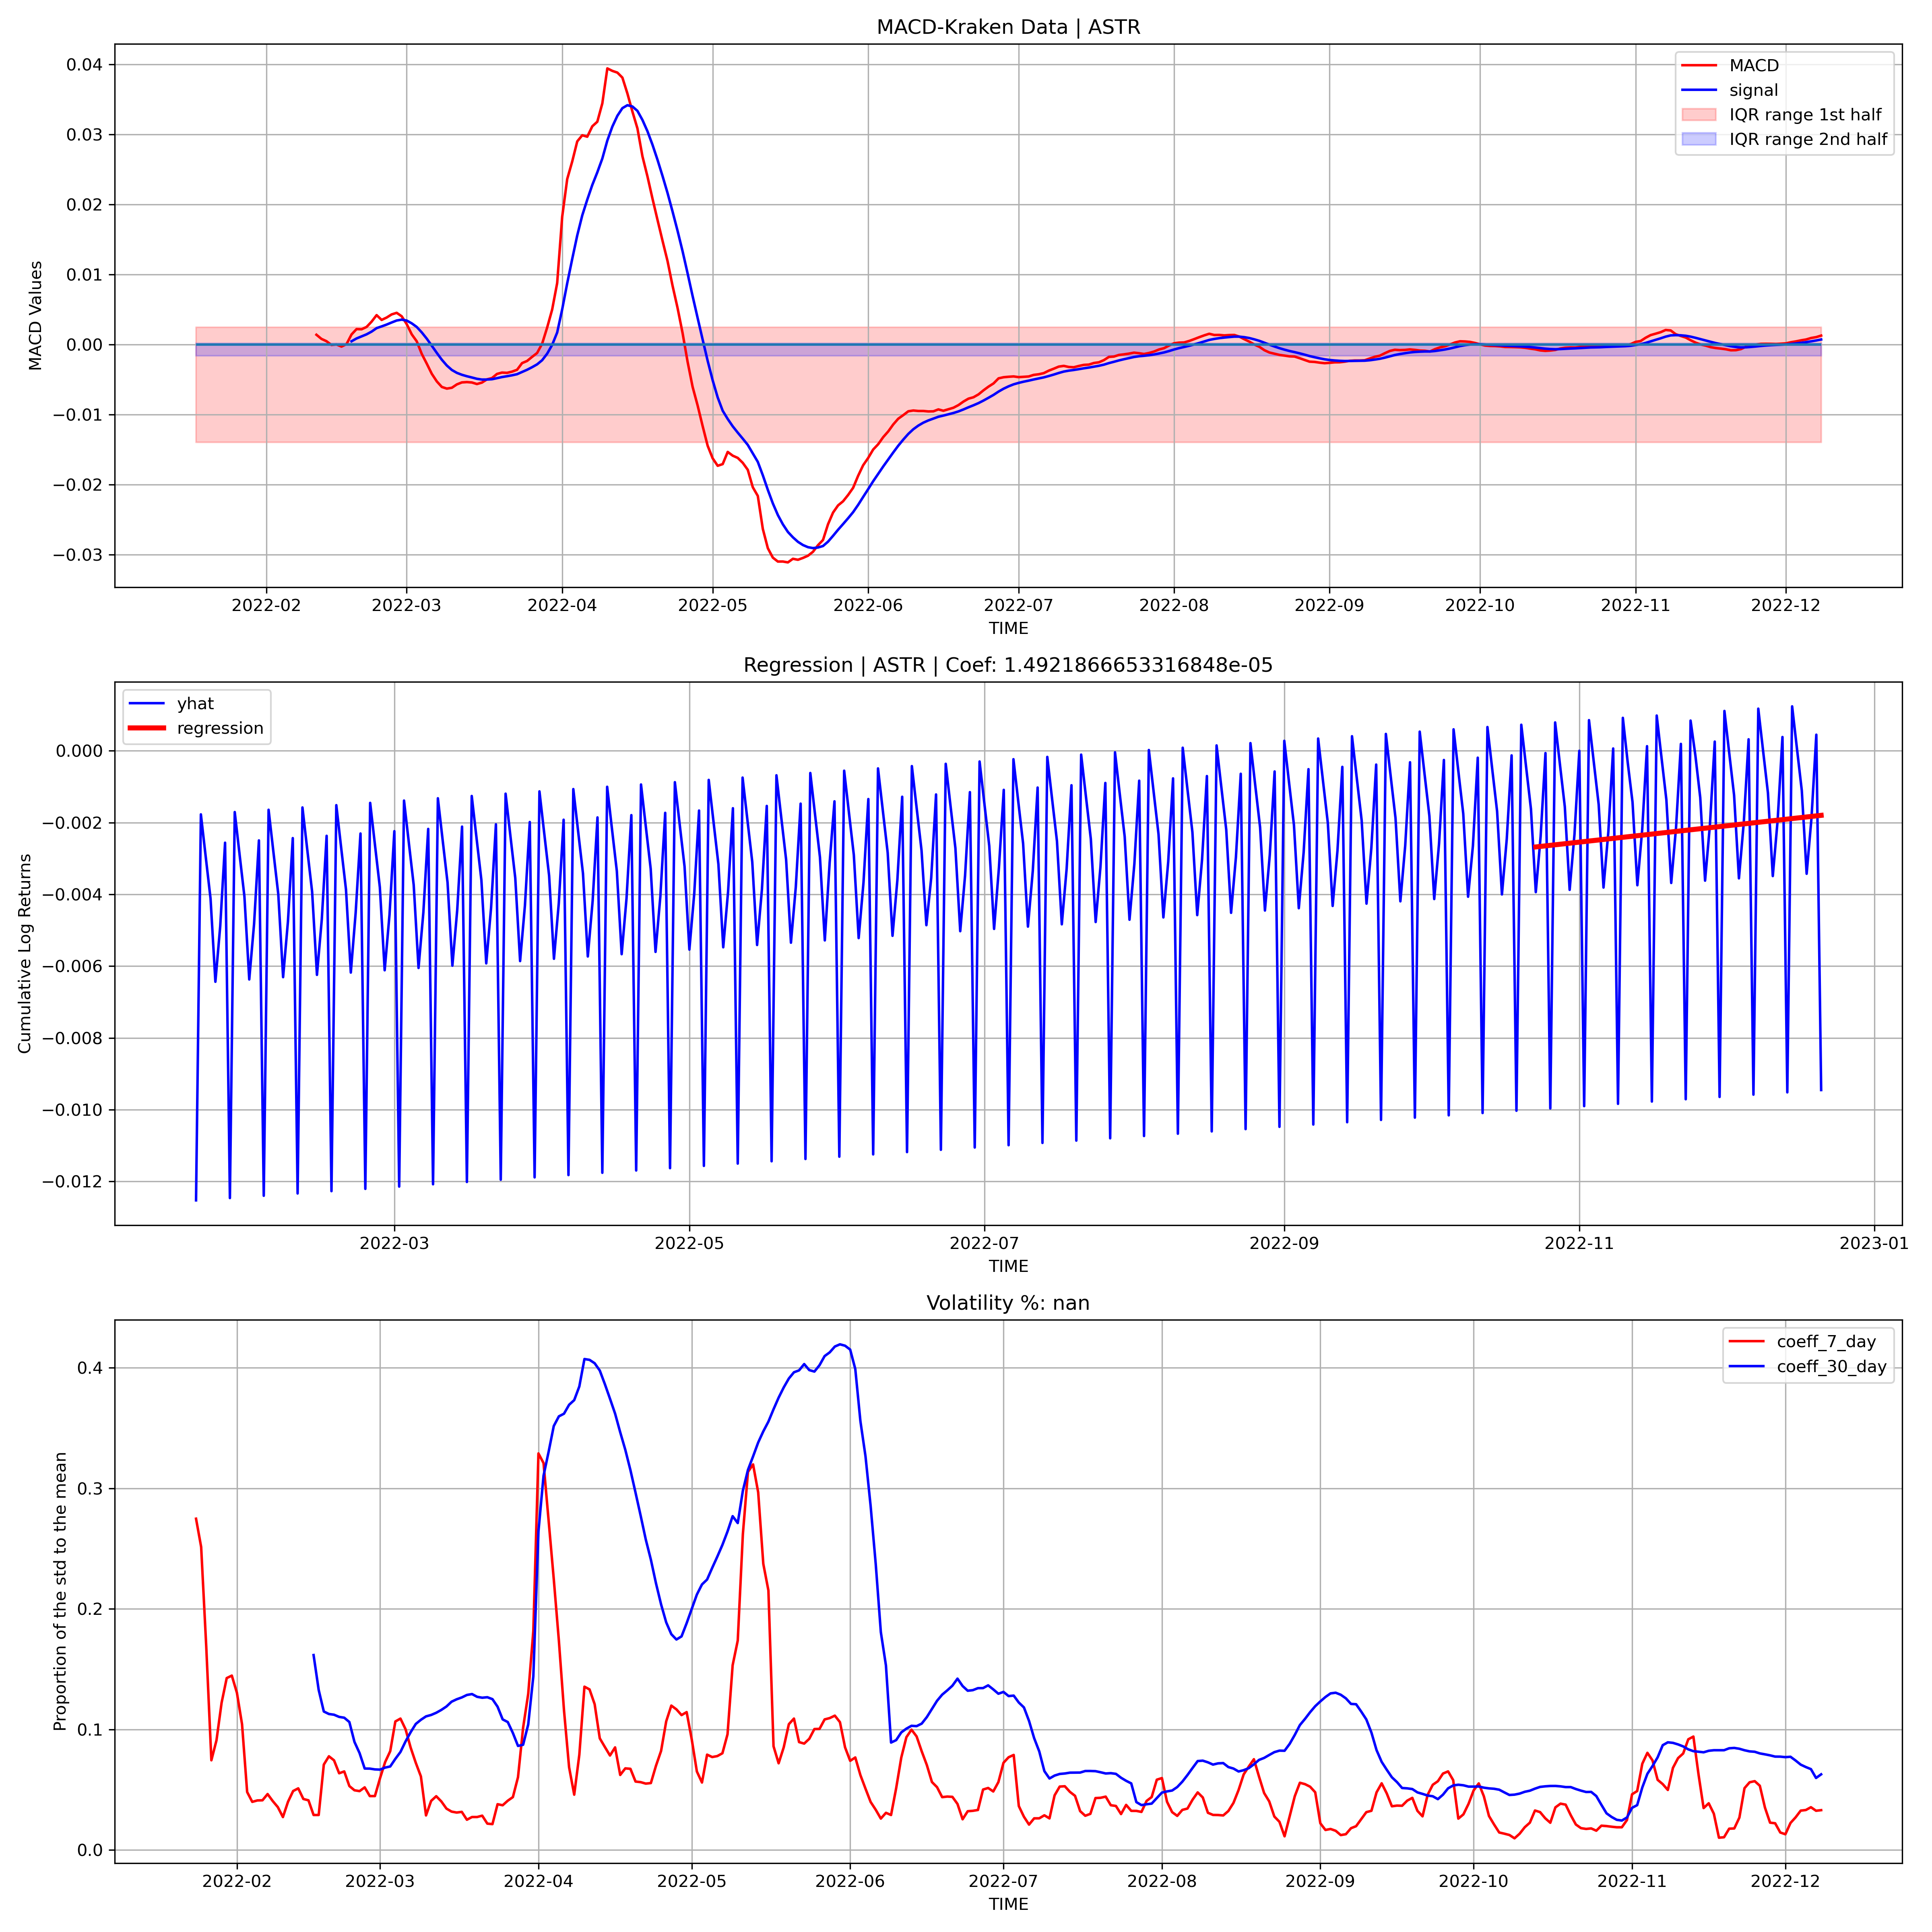 MACD-Kraken Data | ASTR
MACD
signal
IQR range 1st half
IQR range 2nd half
MACD Values
0.04
0.03
0.02
0.01
0.00
−0.01
−0.02
−0.03
2022-02 2022-03 2022-04 2022-05 2022-06 2022-07 2022-08 2022-09 2022-10 2022-11 2022-12
TIME
Regression | ASTR | Coef: 1.4921866653316848e-05
yhat
regression
Cumulative Log Returns
0.000
−0.002
−0.004
−0.006
−0.008
−0.010
−0.012
2022-03 2022-05 2022-07 2022-09 2022-11 2023-01
TIME
Volatility %: nan
coeff_7_day
coeff_30_day
Proportion of the std to the mean
0.4
0.3
0.2
0.1
0.0
2022-02 2022-03 2022-04 2022-05 2022-06 2022-07 2022-08 2022-09 2022-10 2022-11 2022-12
TIME